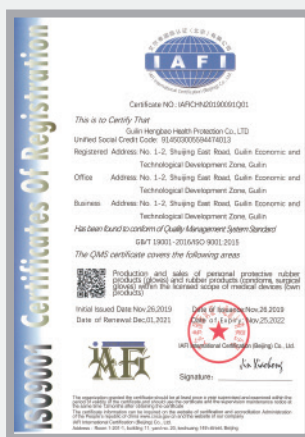 ISO9001 Certificates Of Registration
IAFI
Certificate NO.: IAFICHN20190091Q01
This is to Certify That
Guilin Hengbao Health Protection Co., LTD
Unified Social Credit Code: 914503005594474013
Registered Address: No. 1-2, Shuijing East Road, Guilin Economic and
Technological Development Zone, Guilin
Office Address: No. 1-2, Shuijing East Road, Guilin Economic and
Technological Development Zone, Guilin
Business Address: No. 1-2, Shuijing East Road, Guilin Economic and
Technological Development Zone, Guilin
Has been found to conform of Quality Management System Standard
GB/T 19001-2016/ISO 9001:2015
The QMS certificate covers the following areas
Production and sales of personal protective rubber
products (gloves) and rubber products (condoms, surgical
gloves) within the licensed scope of medical devices (own
products)
Initial Issued Date Nov,26,2019 Date of Issuance Nov,26,2019
Date of Renewal Dec,01,2021 Date of Expiry Nov,25,2022
IAFI
IAFI International Certification (Beijing) Co., Ltd.
Signature: